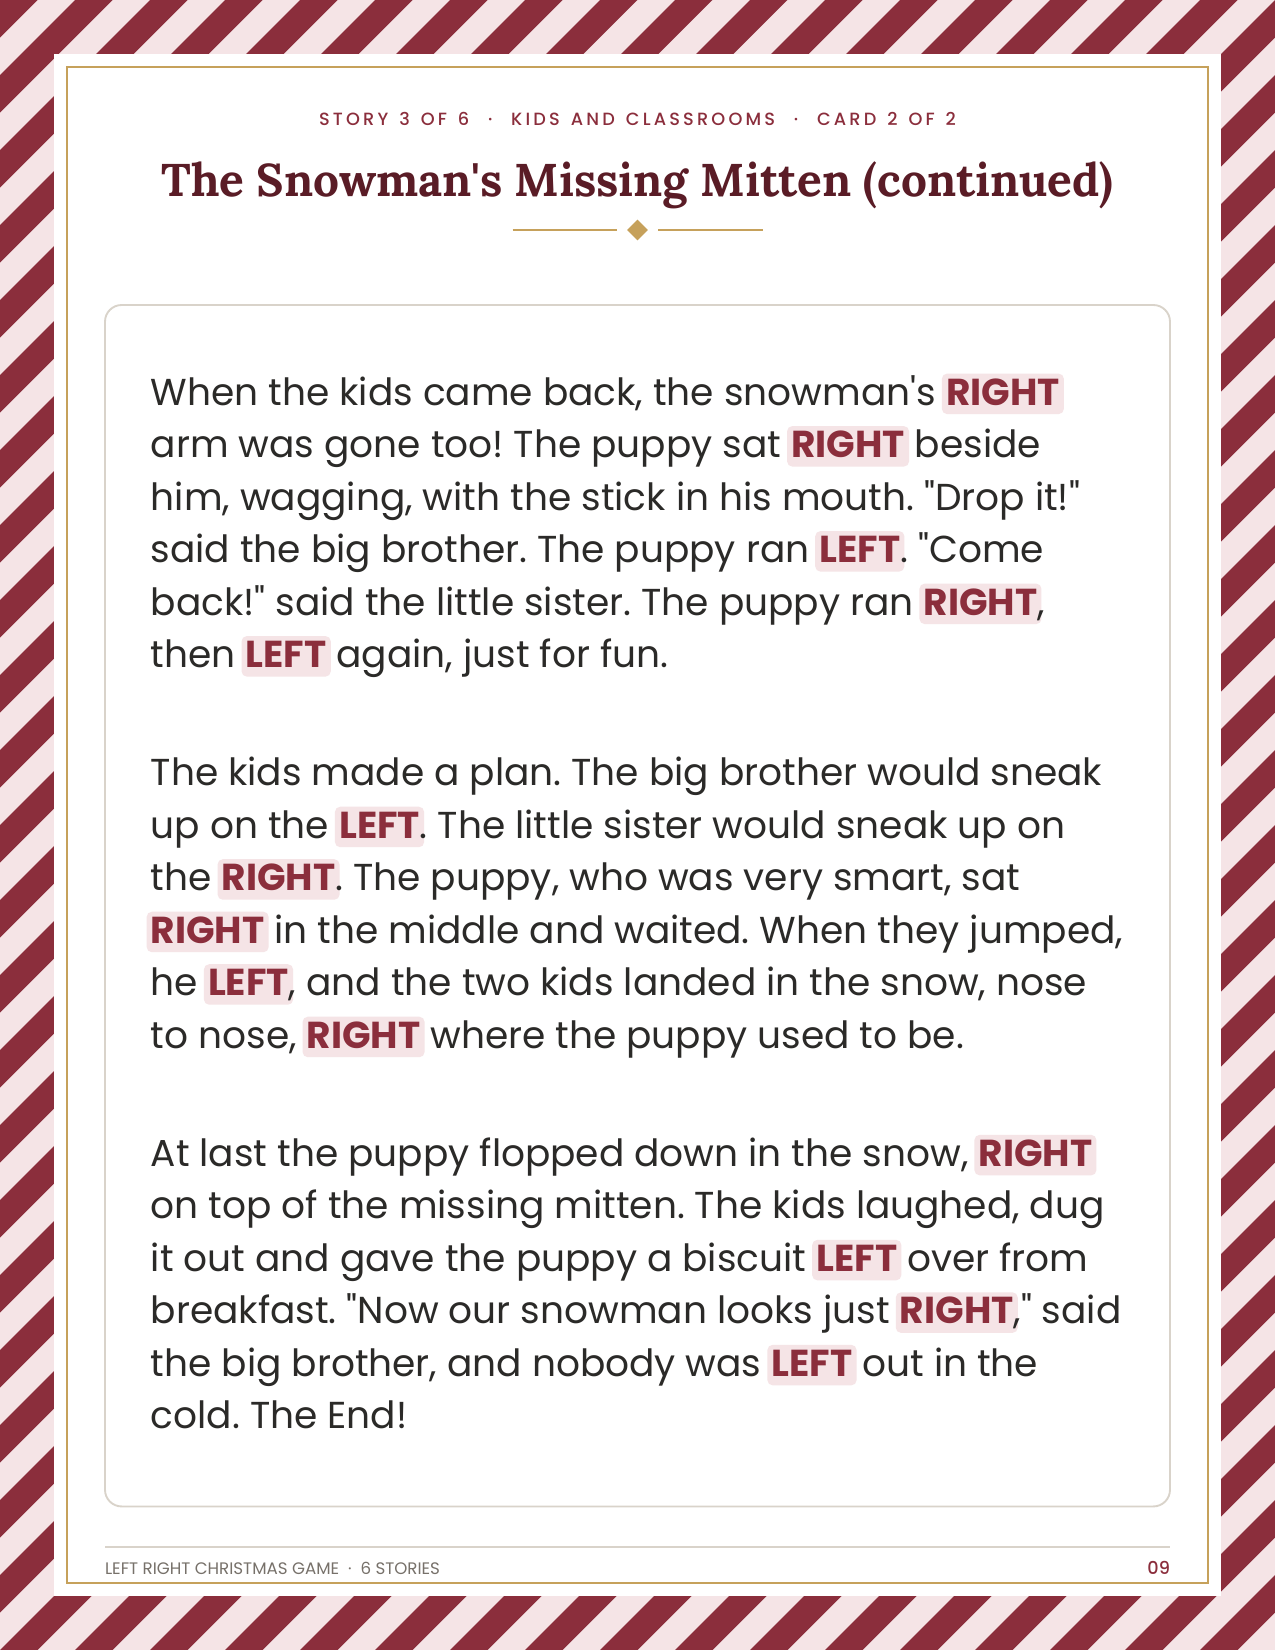 STORY 3 OF 6 · KIDS AND CLASSROOMS · CARD 2 OF 2
The Snowman's Missing Mitten (continued)
When the kids came back, the snowman's RIGHT
arm was gone too! The puppy sat RIGHT beside
him, wagging, with the stick in his mouth. "Drop it!"
said the big brother. The puppy ran LEFT. "Come
back!" said the little sister. The puppy ran RIGHT,
then LEFT again, just for fun.
The kids made a plan. The big brother would sneak
up on the LEFT. The little sister would sneak up on
the RIGHT. The puppy, who was very smart, sat
RIGHT in the middle and waited. When they jumped,
he LEFT, and the two kids landed in the snow, nose
to nose, RIGHT where the puppy used to be.
At last the puppy flopped down in the snow, RIGHT
on top of the missing mitten. The kids laughed, dug
it out and gave the puppy a biscuit LEFT over from
breakfast. "Now our snowman looks just RIGHT," said
the big brother, and nobody was LEFT out in the
cold. The End!
LEFT RIGHT CHRISTMAS GAME · 6 STORIES
09